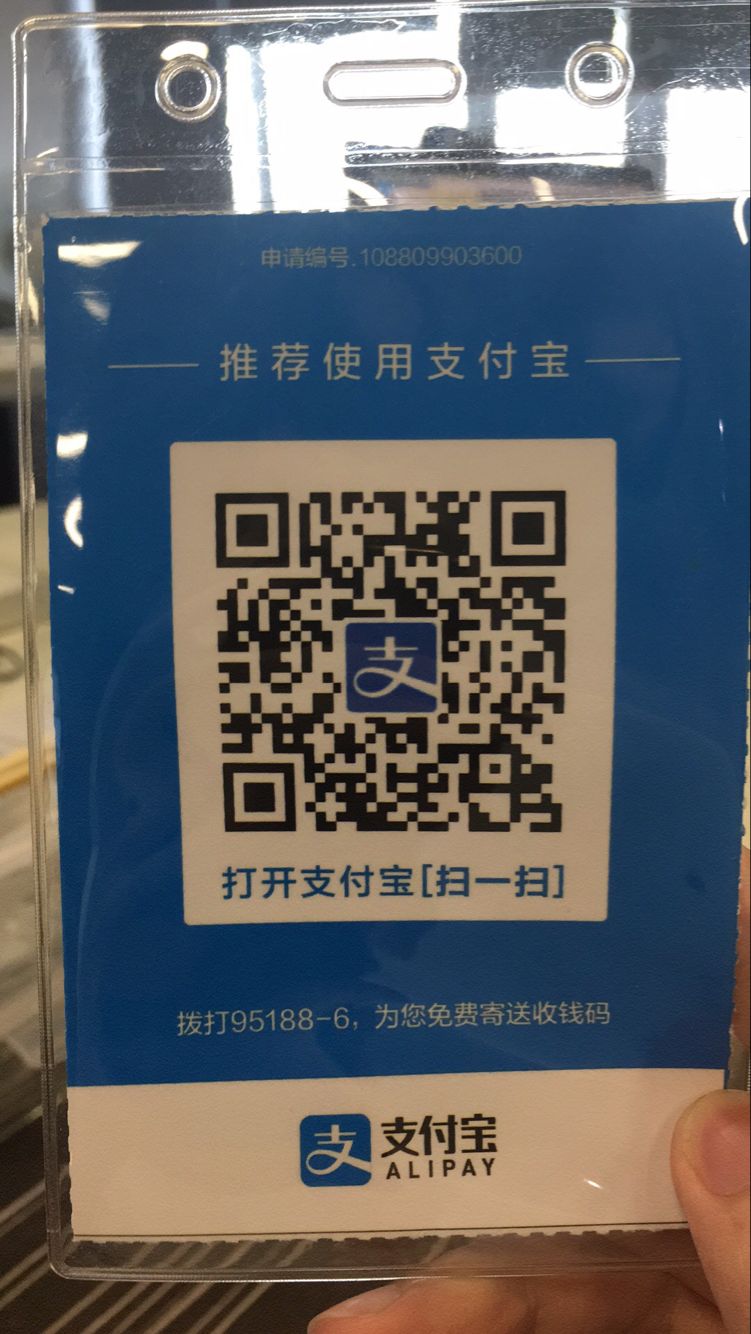 申请编号.108809903600
推荐使用支付宝
支
打开支付宝[扫一扫]
拨打95188-6，为您免费寄送收钱码
支 支付宝
ALIPAY